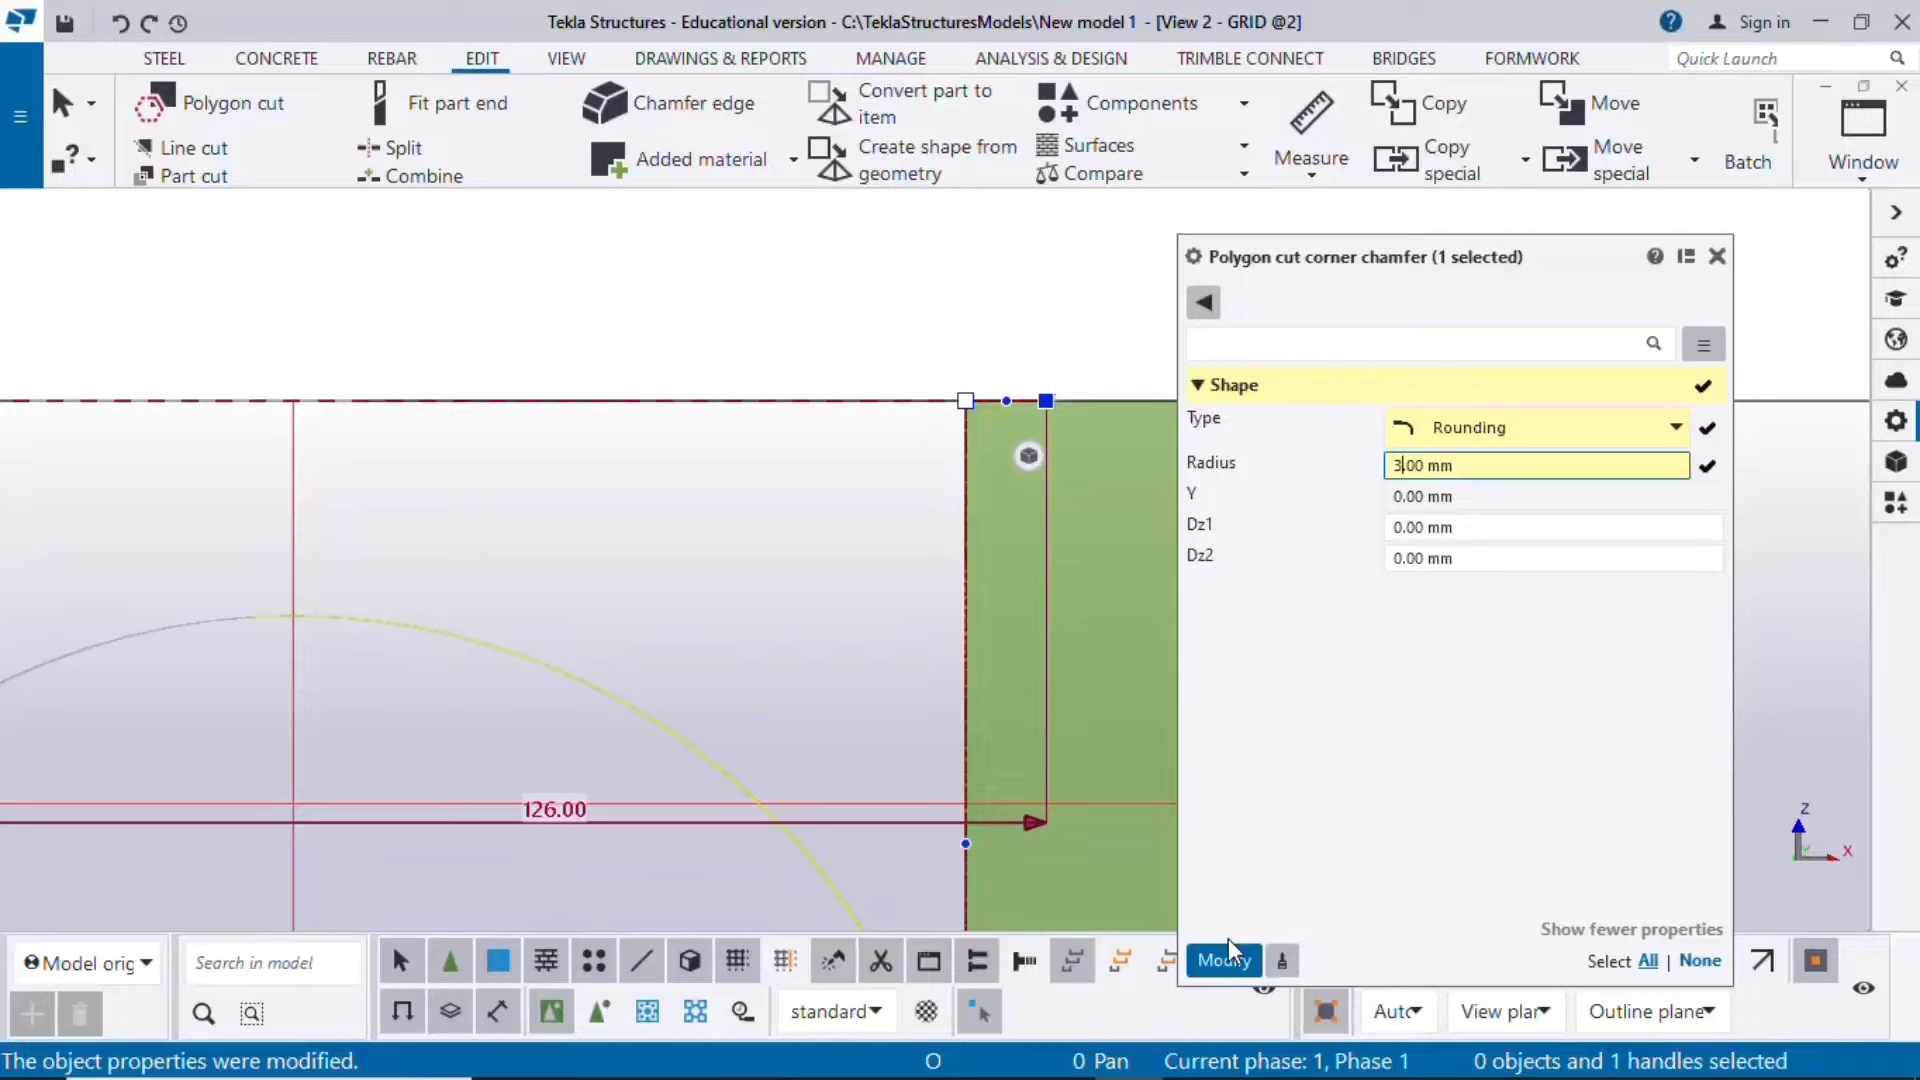 Tekla Structures - Educational version - C:\TeklaStructuresModels\New model 1 - [View 2 - GRID @2]
Sign in
STEEL CONCRETE REBAR EDIT VIEW DRAWINGS & REPORTS MANAGE ANALYSIS & DESIGN TRIMBLE CONNECT BRIDGES FORMWORK Quick Launch
Polygon cut
Line cut
Part cut
Fit part end
Split
Combine
Chamfer edge
Added material
Convert part to
item
Create shape from
geometry
Components
Surfaces
Compare
Measure
Copy
Copy
special
Move
Move
special
Batch
Window
Polygon cut corner chamfer (1 selected)
Shape
Type Rounding
Radius 3.00 mm
Y 0.00 mm
Dz1 0.00 mm
Dz2 0.00 mm
126.00
Z
X
Show fewer properties
Modify
Select All | None
Model orig
Search in model
standard
Auto
View plan
Outline plane
The object properties were modified.
O
0 Pan
Current phase: 1, Phase 1
0 objects and 1 handles selected